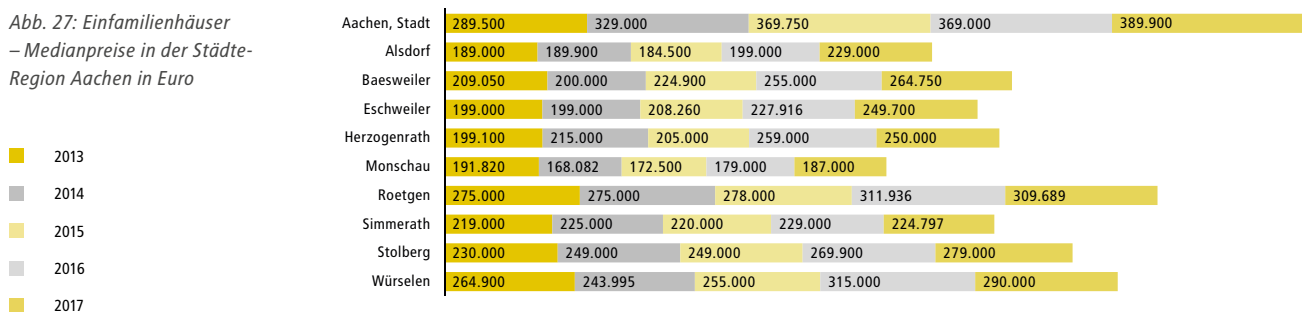 Abb. 27: Einfamilienhäuser
– Medianpreise in der Städte-
Region Aachen in Euro
2013
2014
2015
2016
2017
Aachen, Stadt 289.500 329.000 369.750 369.000 389.900
Alsdorf 189.000 189.900 184.500 199.000 229.000
Baesweiler 209.050 200.000 224.900 255.000 264.750
Eschweiler 199.000 199.000 208.260 227.916 249.700
Herzogenrath 199.100 215.000 205.000 259.000 250.000
Monschau 191.820 168.082 172.500 179.000 187.000
Roetgen 275.000 275.000 278.000 311.936 309.689
Simmerath 219.000 225.000 220.000 229.000 224.797
Stolberg 230.000 249.000 249.000 269.900 279.000
Würselen 264.900 243.995 255.000 315.000 290.000